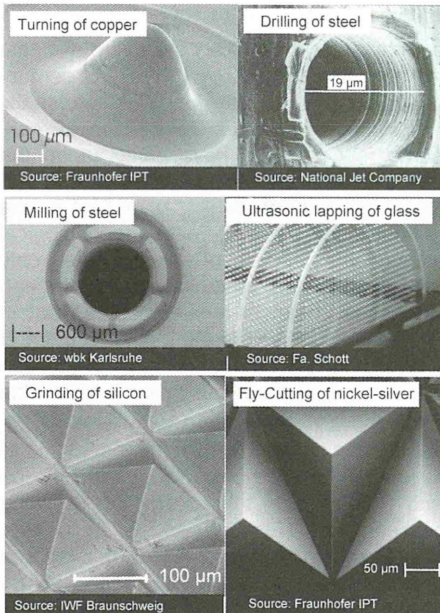 Turning of copper
Drilling of steel
19 µm
100 µm
Source: Fraunhofer IPT
Source: National Jet Company
Milling of steel
Ultrasonic lapping of glass
|----| 600 µm
Source: wbk Karlsruhe
Source: Fa. Schott
Grinding of silicon
Fly-Cutting of nickel-silver
100 µm
50 µm
Source: IWF Braunschweig
Source: Fraunhofer IPT